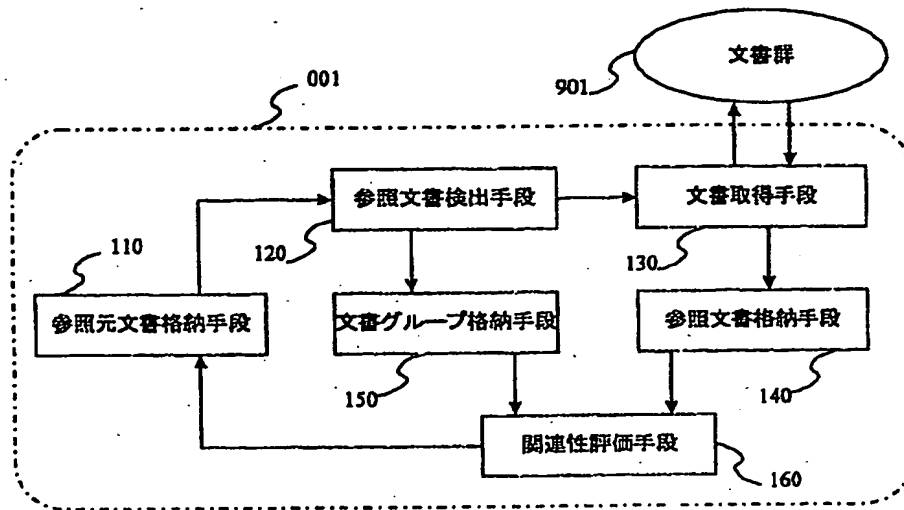 文書群
901
001
参照文書検出手段
文書取得手段
120
130
110
参照元文書格納手段
文書グループ格納手段
参照文書格納手段
150
140
関連性評価手段
160